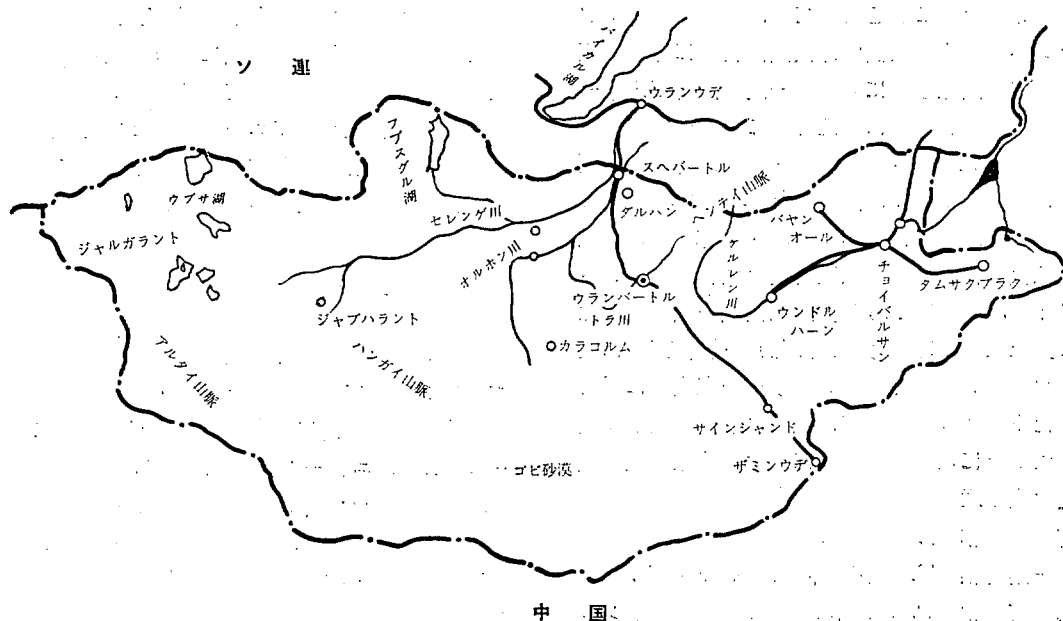 ソ連
バイカル湖
ウランウデ
フブスグル湖
スヘバートル
ウブサ湖
セレンゲ川
ダルハン
ヘンテイ山脈
バヤン
オール
ジャルガラント
オルホン川
ケルレン川
チョイバルサン
タムサクブラク
ウランバートル
トラ川
ウンドル
ハーン
ジャブハラント
カラコルム
アルタイ山脈
ハンガイ山脈
サインシャンド
ザミンウデ
ゴビ砂漠
中国